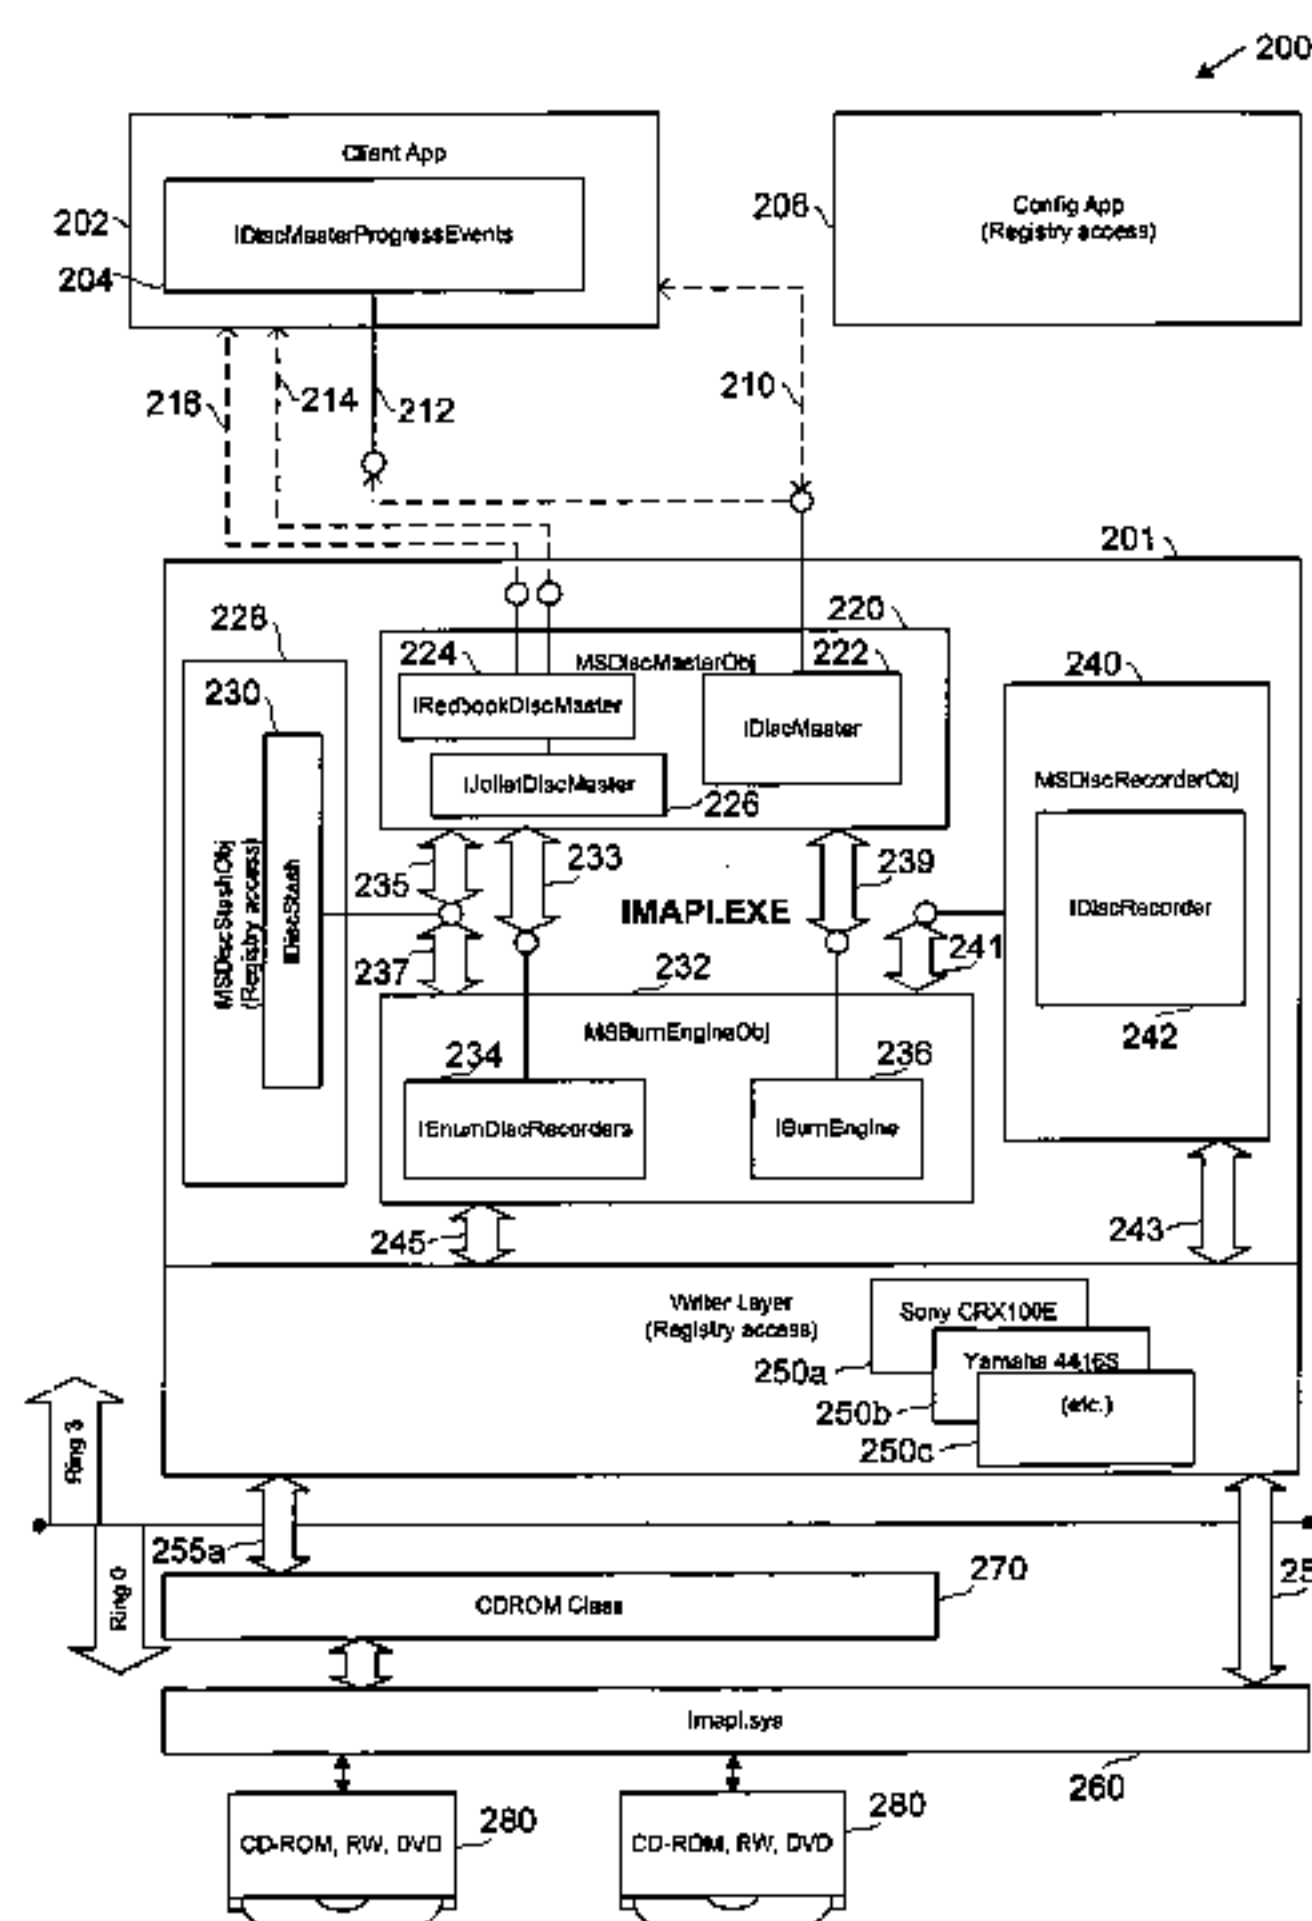 200
Client App
202
IDiscMasterProgressEvents
204
206
Config App
(Registry access)
216
214
212
210
201
228
220
230
224
MSDiscMasterObj
222
240
IRedbookDiscMaster
IDiscMaster
IJolietDiscMaster
226
MSDiscRecorderObj
IDiscRecorder
242
MSDiscStashObj
(Registry access)
IDiscStash
235
233
239
IMAPI.EXE
237
232
241
MSBurnEngineObj
234
236
IEnumDiscRecorders
IBurnEngine
245
243
Writer Layer
(Registry access)
Sony CRX100E
250a
Yamaha 4416S
250b
(etc.)
250c
Ring 3
Ring 0
255a
25
270
CDROM Class
Imapi.sys
260
CD-ROM, RW, DVD
280
CD-ROM, RW, DVD
280